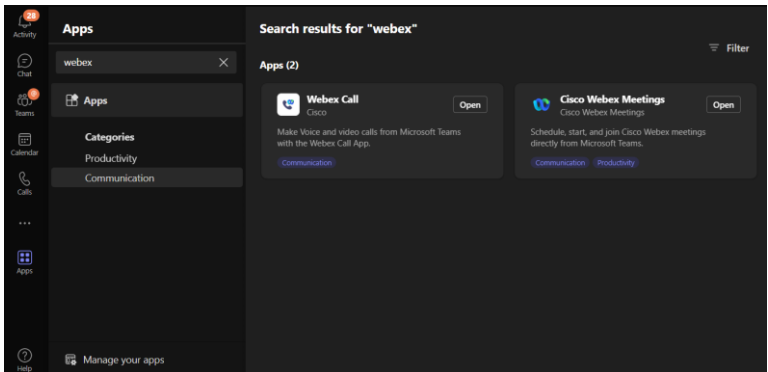 28
Activity
Chat
Teams
Calendar
Calls
...
Apps
Help
Apps
webex
Apps
Categories
Productivity
Communication
Manage your apps
Search results for "webex"
Filter
Apps (2)
Webex Call
Cisco
Open
Make Voice and video calls from Microsoft Teams
with the Webex Call App.
Communication
Cisco Webex Meetings
Cisco Webex Meetings
Open
Schedule, start, and join Cisco Webex meetings
directly from Microsoft Teams.
Communication Productivity